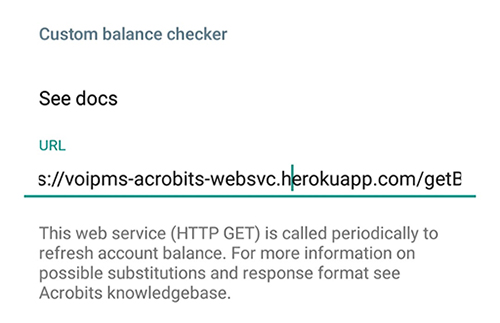 Custom balance checker
See docs
URL
s://voipms-acrobits-websvc.herokuapp.com/getB
This web service (HTTP GET) is called periodically to
refresh account balance. For more information on
possible substitutions and response format see
Acrobits knowledgebase.